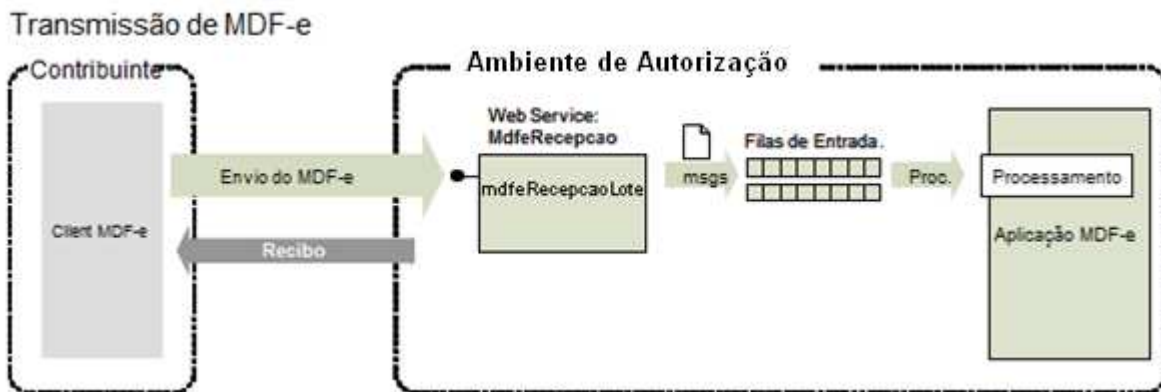 Transmissão de MDF-e
Contribuinte
Ambiente de Autorização
Client MDF-e
Envio do MDF-e
Recibo
Web Service:
MdfeRecepcao
mdfeRecepcaoLote
msgs
Filas de Entrada.
Proc.
Processamento
Aplicação MDF-e